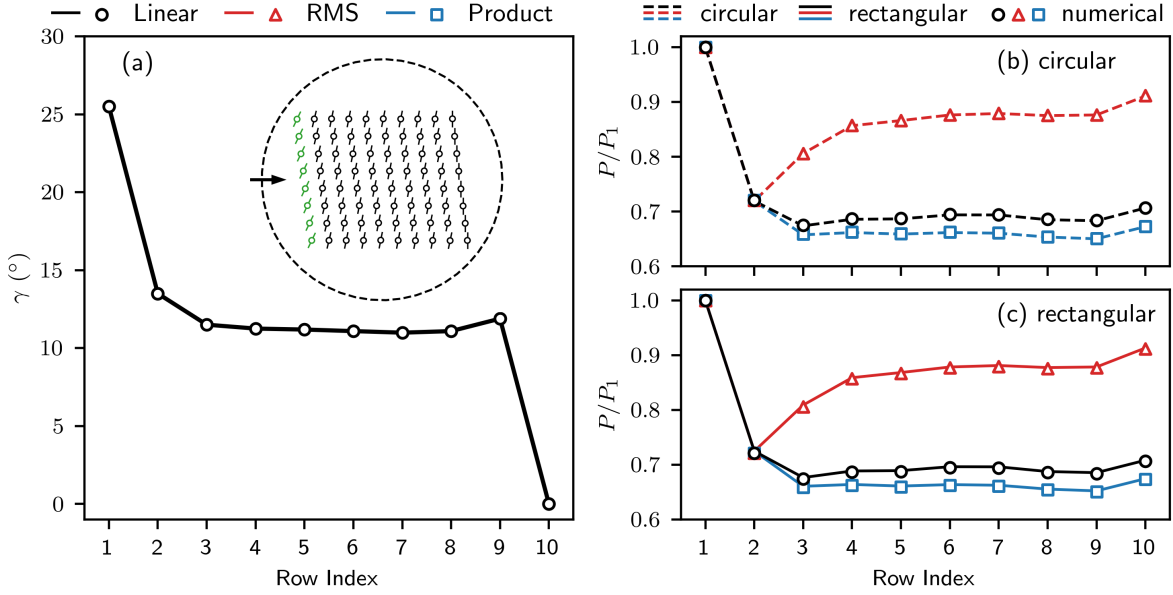 Linear RMS Product
circular rectangular numerical
(a)
30
25
20
15
10
5
0
γ (°)
1 2 3 4 5 6 7 8 9 10
Row Index
(b) circular
1.0
0.9
0.8
0.7
0.6
P/P₁
(c) rectangular
1.0
0.9
0.8
0.7
0.6
P/P₁
1 2 3 4 5 6 7 8 9 10
Row Index